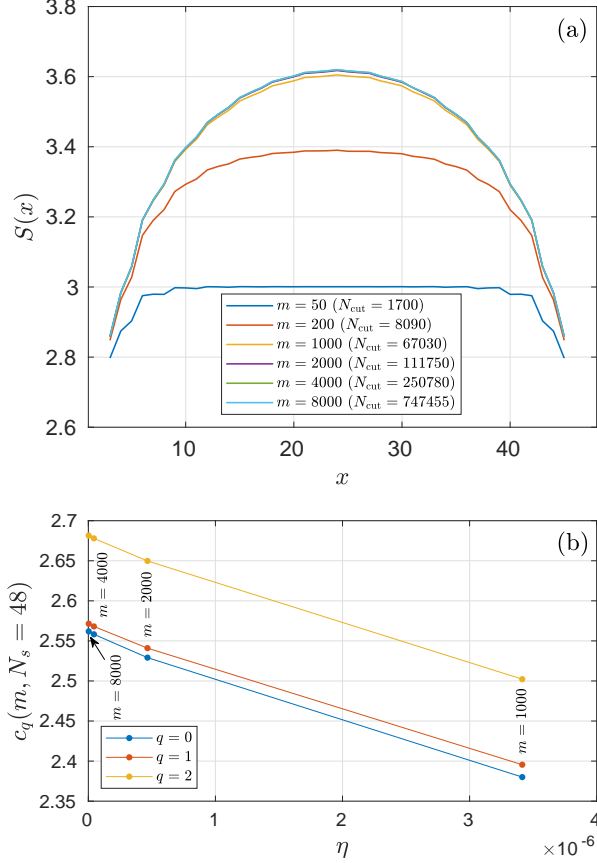 3.8
(a)
3.6
3.4
3.2
3
2.8
2.6
S(x)
m = 50 (N_cut = 1700)
m = 200 (N_cut = 8090)
m = 1000 (N_cut = 67030)
m = 2000 (N_cut = 111750)
m = 4000 (N_cut = 250780)
m = 8000 (N_cut = 747455)
10 20 30 40
x
2.7
(b)
2.65
2.6
2.55
2.5
2.45
2.4
2.35
c_q(m, N_s = 48)
m = 4000
m = 2000
m = 8000
m = 1000
q = 0
q = 1
q = 2
0 1 2 3 4
η
×10^-6